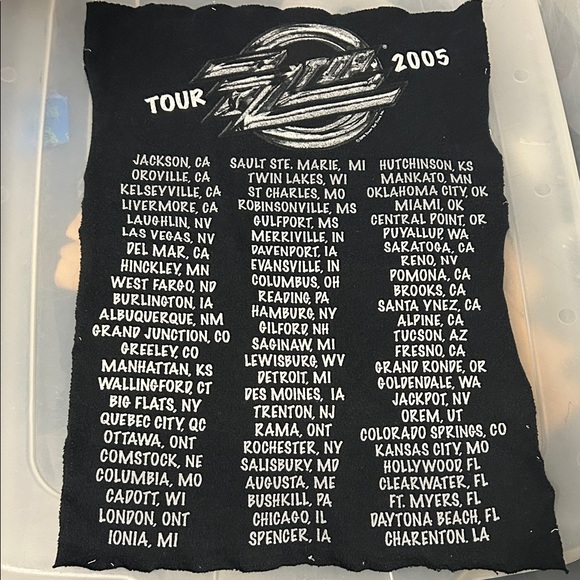 TOUR
ZZ TOP
2005
JACKSON, CA
OROVILLE, CA
KELSEYVILLE, CA
LIVERMORE, CA
LAUGHLIN, NV
LAS VEGAS, NV
DEL MAR, CA
HINCKLEY, MN
WEST FARGO, ND
BURLINGTON, IA
ALBUQUERQUE, NM
GRAND JUNCTION, CO
GREELEY, CO
MANHATTAN, KS
WALLINGFORD, CT
BIG FLATS, NY
QUEBEC CITY, QC
OTTAWA, ONT
COMSTOCK, NE
COLUMBIA, MO
CADOTT, WI
LONDON, ONT
IONIA, MI
SAULT STE. MARIE, MI
TWIN LAKES, WI
ST CHARLES, MO
ROBINSONVILLE, MS
GULFPORT, MS
MERRIVILLE, IN
DAVENPORT, IA
EVANSVILLE, IN
COLUMBUS, OH
READING, PA
HAMBURG, NY
GILFORD, NH
SAGINAW, MI
LEWISBURG, WV
DETROIT, MI
DES MOINES, IA
TRENTON, NJ
RAMA, ONT
ROCHESTER, NY
SALISBURY, MD
AUGUSTA, ME
BUSHKILL, PA
CHICAGO, IL
SPENCER, IA
HUTCHINSON, KS
MANKATO, MN
OKLAHOMA CITY, OK
MIAMI, OK
CENTRAL POINT, OR
PUYALLUP, WA
SARATOGA, CA
RENO, NV
POMONA, CA
BROOKS, CA
SANTA YNEZ, CA
ALPINE, CA
TUCSON, AZ
FRESNO, CA
GRAND RONDE, OR
GOLDENDALE, WA
JACKPOT, NV
OREM, UT
COLORADO SPRINGS, CO
KANSAS CITY, MO
HOLLYWOOD, FL
CLEARWATER, FL
FT. MYERS, FL
DAYTONA BEACH, FL
CHARENTON, LA